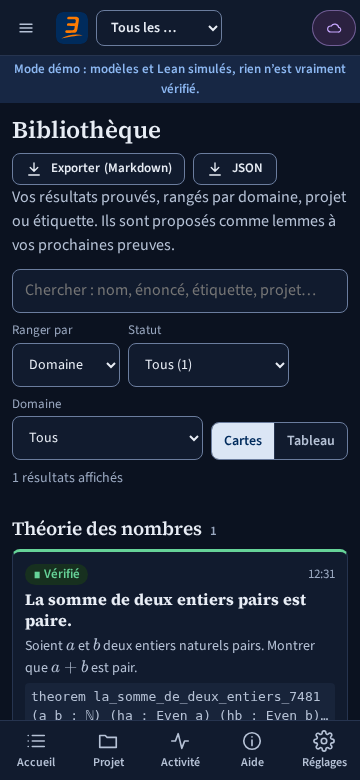 Tous les …
Mode démo : modèles et Lean simulés, rien n’est vraiment
vérifié.
Bibliothèque
Exporter (Markdown)
JSON
Vos résultats prouvés, rangés par domaine, projet
ou étiquette. Ils sont proposés comme lemmes à
vos prochaines preuves.
Chercher : nom, énoncé, étiquette, projet…
Ranger par
Statut
Domaine
Tous (1)
Domaine
Tous
Cartes
Tableau
1 résultats affichés
Théorie des nombres 1
Vérifié
12:31
La somme de deux entiers pairs est
paire.
Soient a et b deux entiers naturels pairs. Montrer
que a + b est pair.
theorem la_somme_de_deux_entiers_7481
(a b : ℕ) (ha : Even a) (hb : Even b)…
Accueil
Projet
Activité
Aide
Réglages